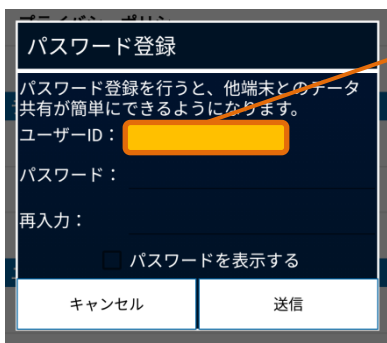 パスワード登録
パスワード登録を行うと、他端末とのデータ
共有が簡単にできるようになります。
ユーザーID：
パスワード：
再入力：
パスワードを表示する
キャンセル
送信